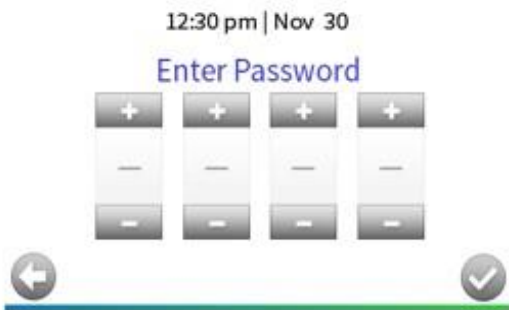 12:30 pm | Nov 30
Enter Password
+ + + +
— — — —
- - - -